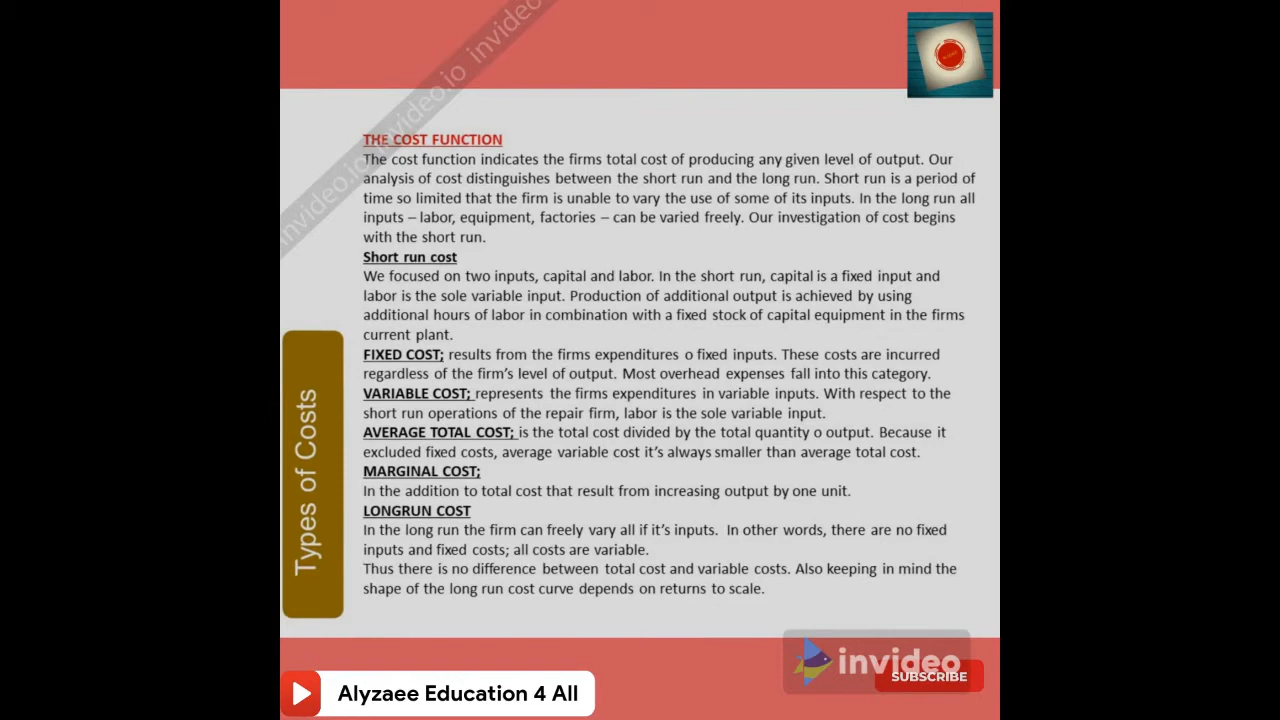 invideo.io invideo.io invideo
THE COST FUNCTION
The cost function indicates the firms total cost of producing any given level of output. Our
analysis of cost distinguishes between the short run and the long run. Short run is a period of
time so limited that the firm is unable to vary the use of some of its inputs. In the long run all
inputs – labor, equipment, factories – can be varied freely. Our investigation of cost begins
with the short run.
Short run cost
We focused on two inputs, capital and labor. In the short run, capital is a fixed input and
labor is the sole variable input. Production of additional output is achieved by using
additional hours of labor in combination with a fixed stock of capital equipment in the firms
current plant.
FIXED COST; results from the firms expenditures o fixed inputs. These costs are incurred
regardless of the firm's level of output. Most overhead expenses fall into this category.
VARIABLE COST; represents the firms expenditures in variable inputs. With respect to the
short run operations of the repair firm, labor is the sole variable input.
AVERAGE TOTAL COST; is the total cost divided by the total quantity o output. Because it
excluded fixed costs, average variable cost it's always smaller than average total cost.
MARGINAL COST;
In the addition to total cost that result from increasing output by one unit.
LONGRUN COST
In the long run the firm can freely vary all if it's inputs. In other words, there are no fixed
inputs and fixed costs; all costs are variable.
Thus there is no difference between total cost and variable costs. Also keeping in mind the
shape of the long run cost curve depends on returns to scale.
Types of Costs
invideo
SUBSCRIBE
Alyzaee Education 4 All